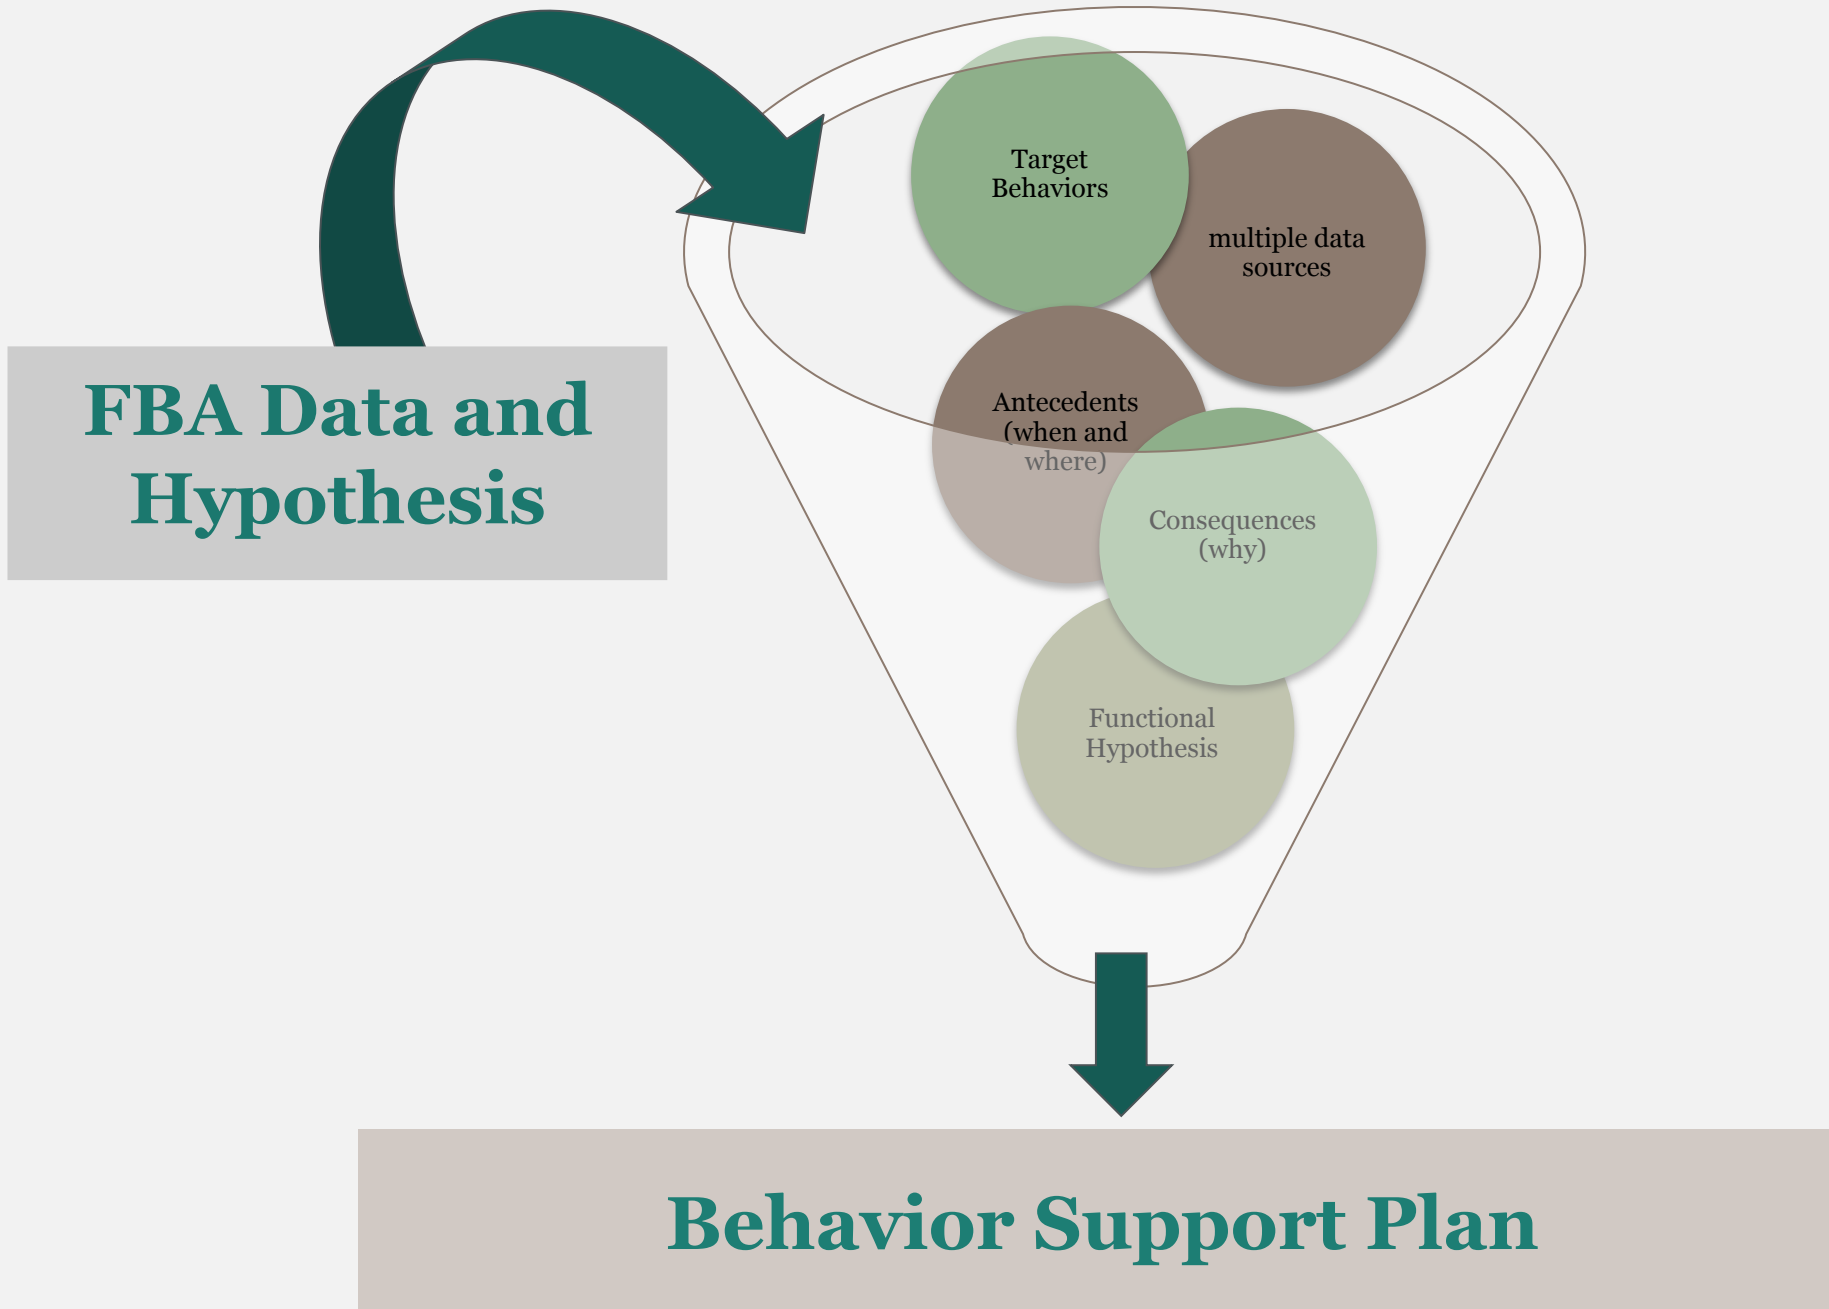 Target
Behaviors
multiple data
sources
FBA Data and
Hypothesis
Antecedents
(when and
where)
Consequences
(why)
Functional
Hypothesis
Behavior Support Plan